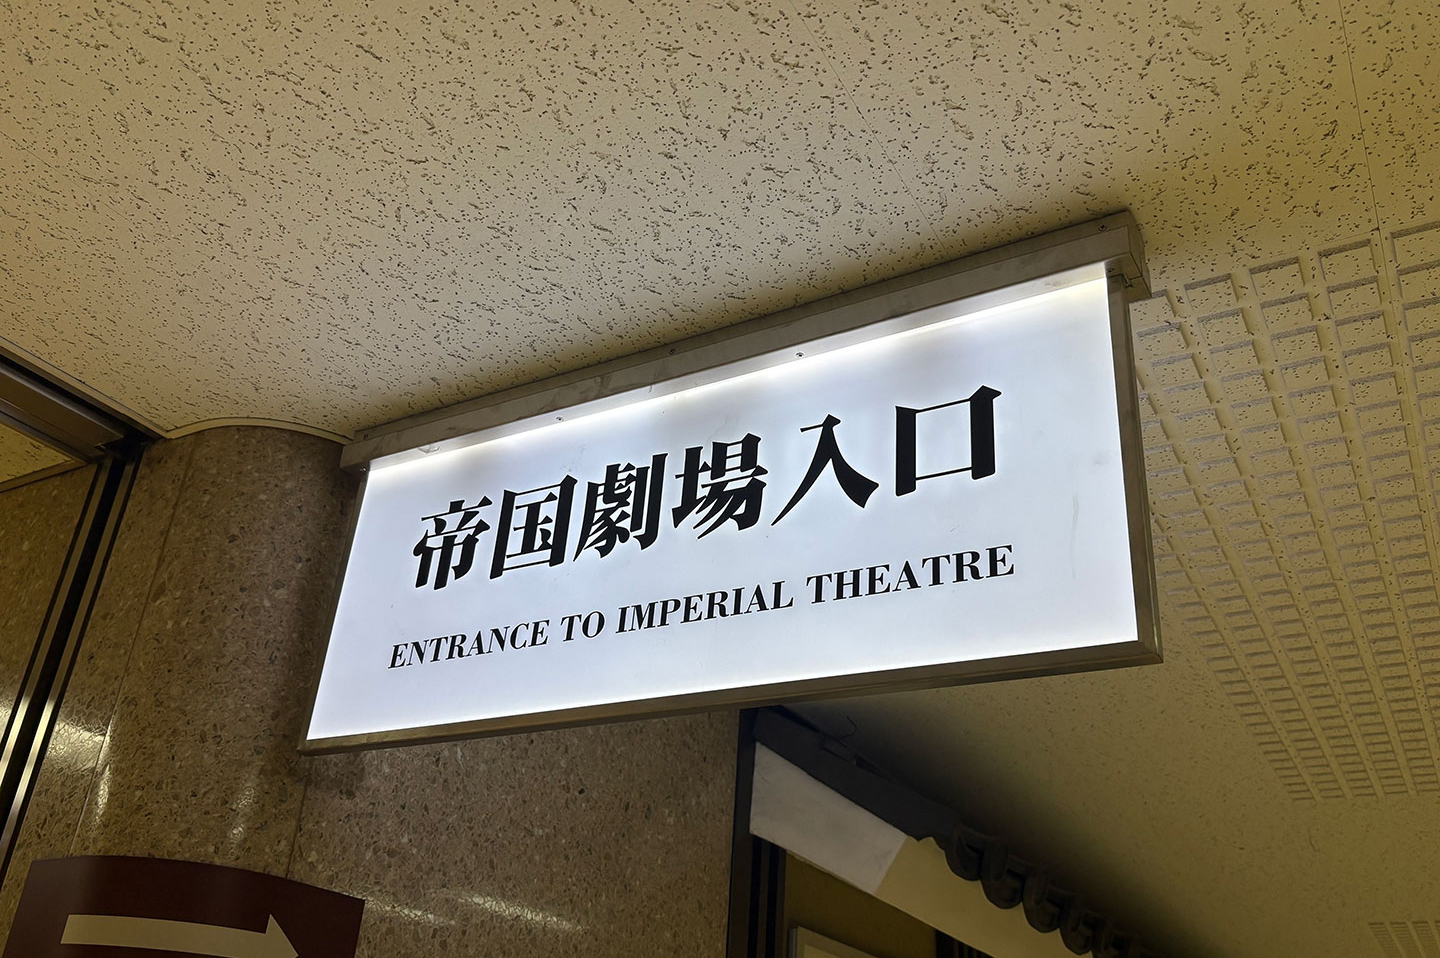 帝国劇場入口
ENTRANCE TO IMPERIAL THEATRE